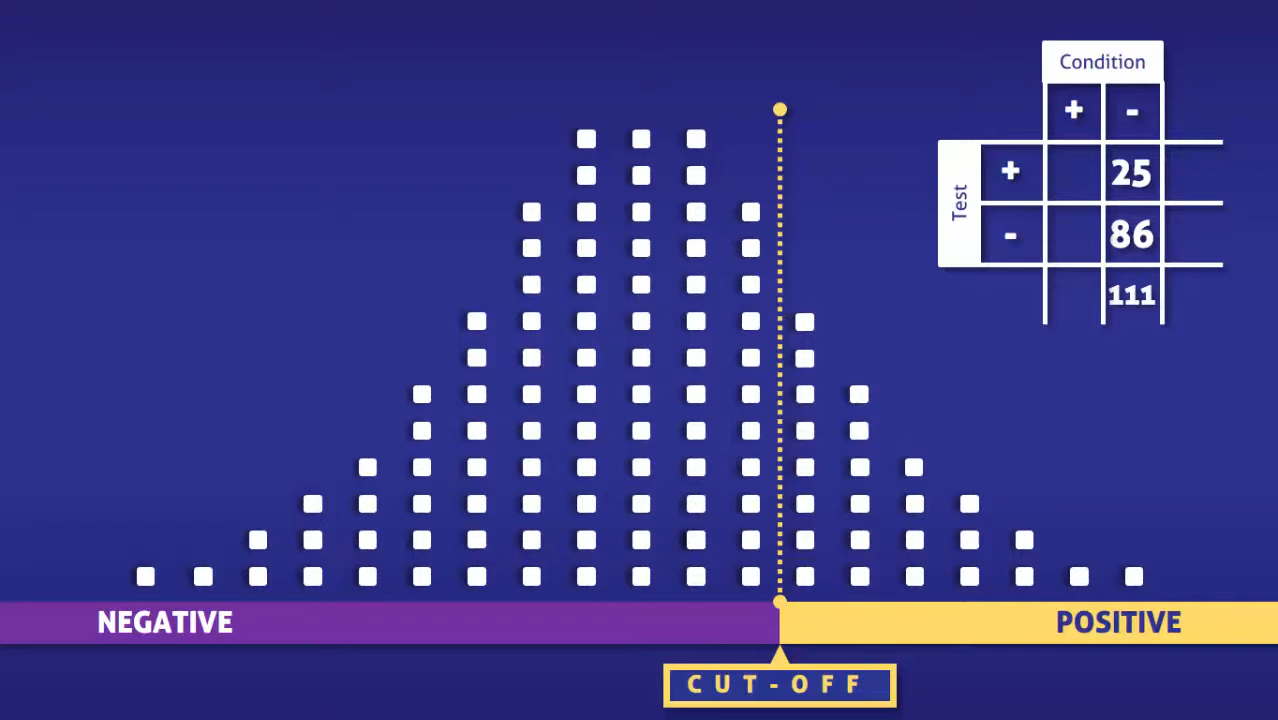 Condition
+ -
Test
+ 25
- 86
111
NEGATIVE POSITIVE
CUT-OFF